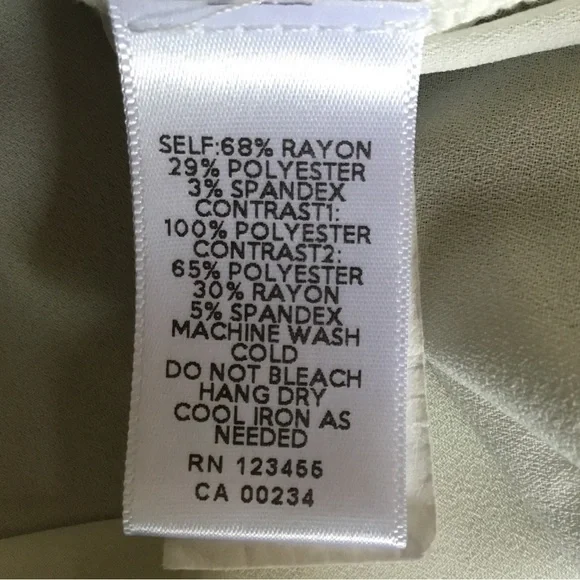 SELF:68% RAYON
29% POLYESTER
3% SPANDEX
CONTRAST1:
100% POLYESTER
CONTRAST2:
65% POLYESTER
30% RAYON
5% SPANDEX
MACHINE WASH
COLD
DO NOT BLEACH
HANG DRY
COOL IRON AS
NEEDED
RN 123455
CA 00234